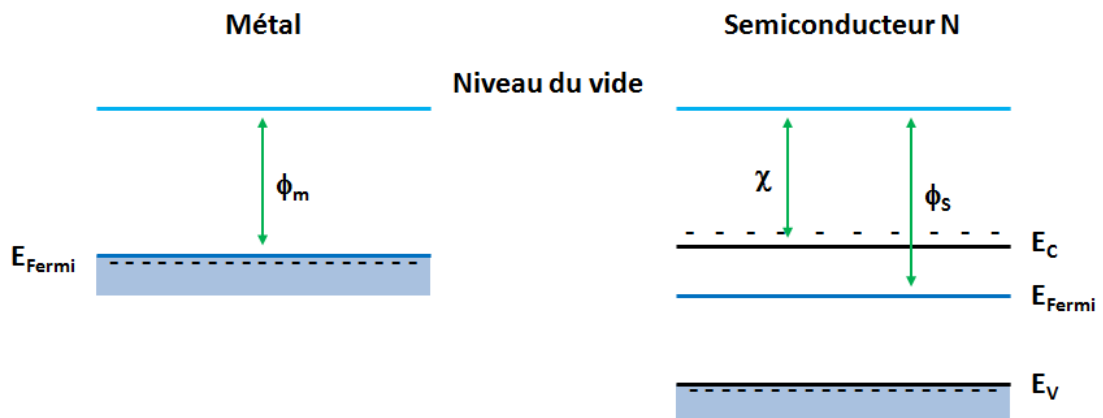 Métal
Semiconducteur N
Niveau du vide
ϕm
χ
ϕS
EFermi
EC
EFermi
EV